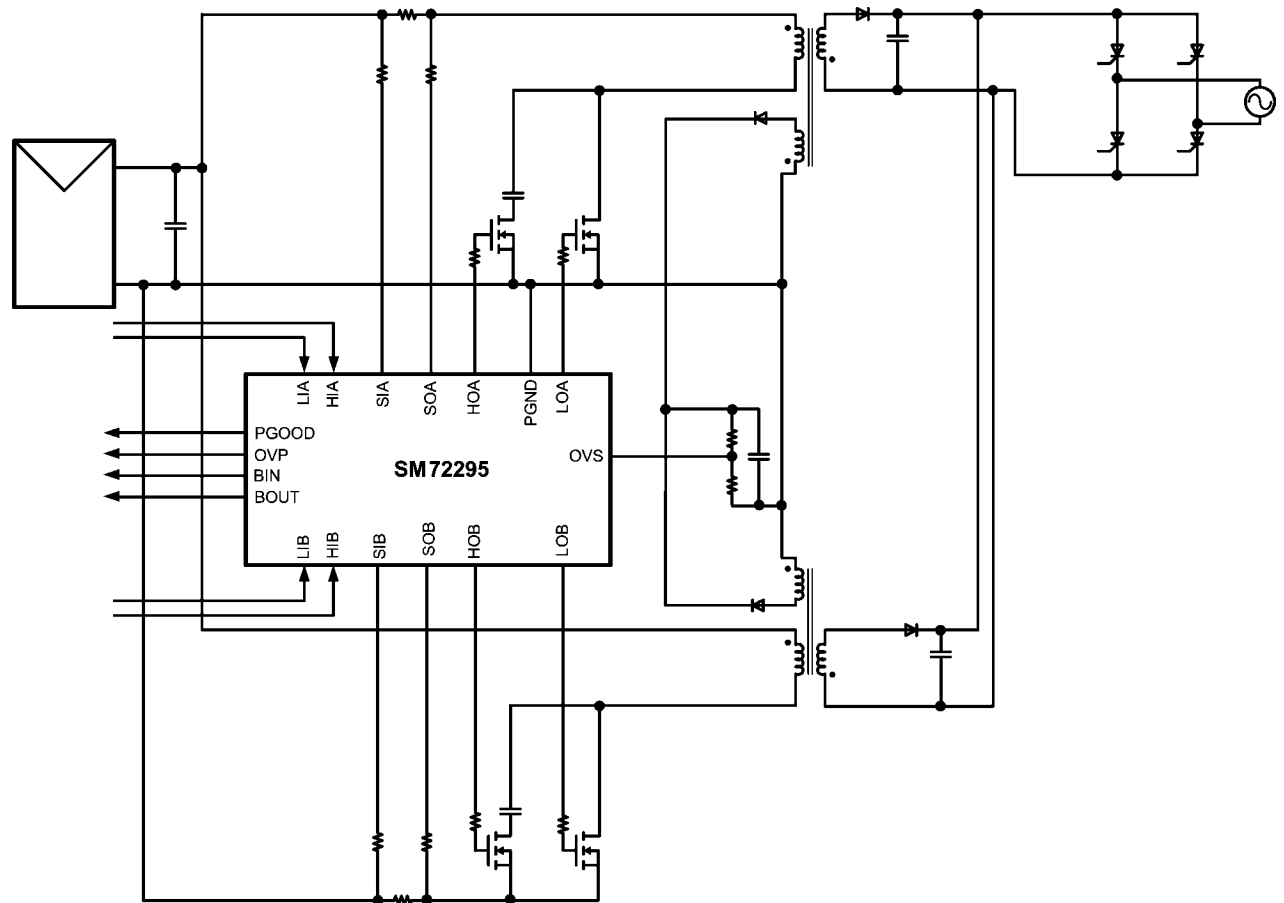 LIA
HIA
SIA
SOA
HOA
PGND
LOA
PGOOD
OVP
BIN
BOUT
SM72295
OVS
LIB
HIB
SIB
SOB
HOB
LOB